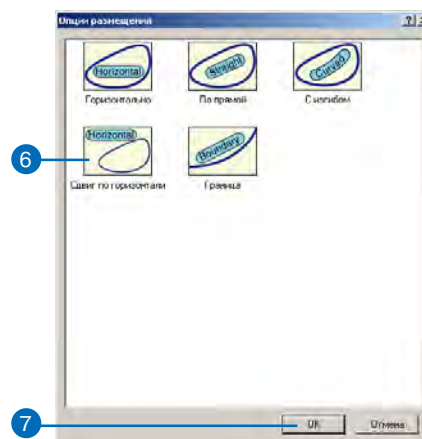 Опции размещения
Horizontal
Straight
Curved
Горизонтально
По прямой
С изгибом
Horizontal
Boundary
6
Сдвиг по горизонтали
Граница
7
OK
Отмена